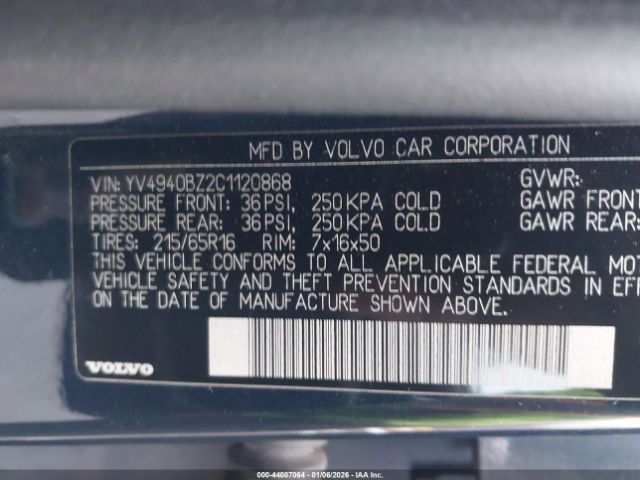 MFD BY VOLVO CAR CORPORATION
VIN: YV4940BZ2C1120868 GVWR:
PRESSURE FRONT: 36 PSI, 250 KPA COLD GAWR FRONT
PRESSURE REAR: 36 PSI, 250 KPA COLD GAWR REAR:
TIRES: 215/65R16 RIM: 7x16x50
THIS VEHICLE CONFORMS TO ALL APPLICABLE FEDERAL MOT
VEHICLE SAFETY AND THEFT PREVENTION STANDARDS IN EFF
ON THE DATE OF MANUFACTURE SHOWN ABOVE.
VOLVO
000-44087064 - 01/06/2026 - IAA Inc.